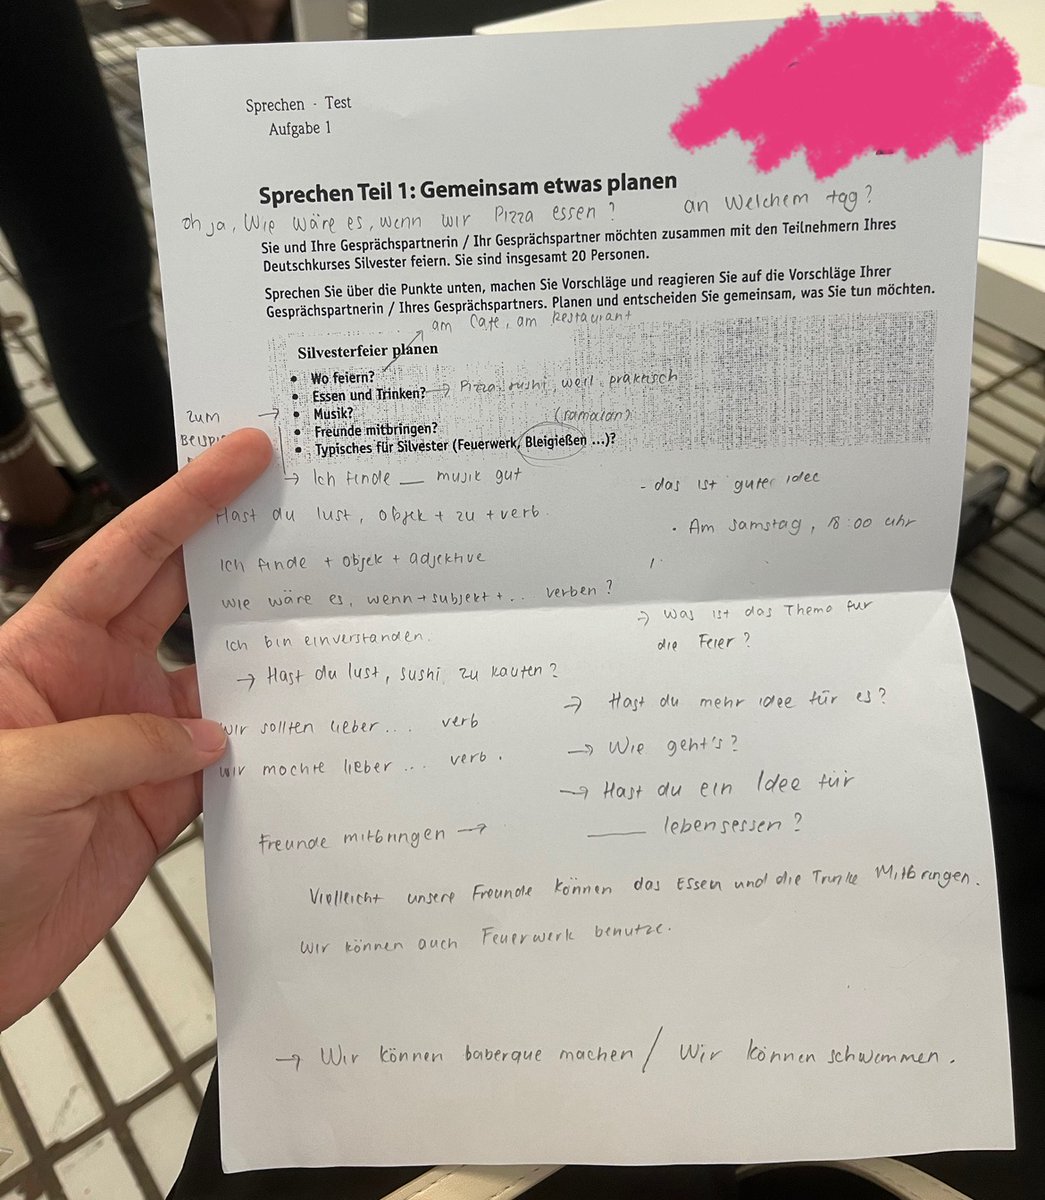 Sprechen - Test
Aufgabe 1
Sprechen Teil 1: Gemeinsam etwas planen
oh ja, Wie wäre es, wenn wir Pizza essen? an welchem tag?
Sie und Ihre Gesprächspartnerin / Ihr Gesprächspartner möchten zusammen mit den Teilnehmern Ihres
Deutschkurses Silvester feiern. Sie sind insgesamt 20 Personen.
Sprechen Sie über die Punkte unten, machen Sie Vorschläge und reagieren Sie auf die Vorschläge Ihrer
Gesprächspartnerin / Ihres Gesprächspartners. Planen und entscheiden Sie gemeinsam, was Sie tun möchten.
am Cafe, am Restaurant
Silvesterfeier planen
• Wo feiern?
• Essen und Trinken? → Pizza, sushi, weil praktisch
zum → • Musik? (ramadan)
• Freunde mitbringen?
• Typisches für Silvester (Feuerwerk, Bleigießen ...)?
→ Ich finde __ musik gut
- das ist guter idee
Hast du lust, objek + zu + verb.
• Am samstag, 18:00 uhr
Ich finde + objek + adjektive
wie wäre es, wenn + subjekt + .. verben?
→ Was ist das Thema fur
die Feier?
Ich bin einverstanden.
→ Hast du lust, sushi zu kaufen?
→ Hast du mehr idee für es?
wir sollten lieber ... verb
→ Wie geht's?
wir mochte lieber ... verb.
→ Hast du ein Idee für
____ lebensessen?
Freunde mitbringen →
Vielleicht unsere Freunde können das Essen und die Trinke Mitbringen.
wir können auch Feuerwerk benutze.
→ Wir können baberque machen / Wir können schwemmen.